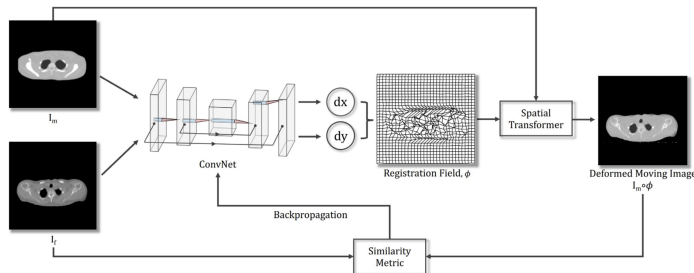 I_m
I_f
ConvNet
dx
dy
Registration Field, ϕ
Spatial
Transformer
Deformed Moving Image
I_m∘ϕ
Backpropagation
Similarity
Metric